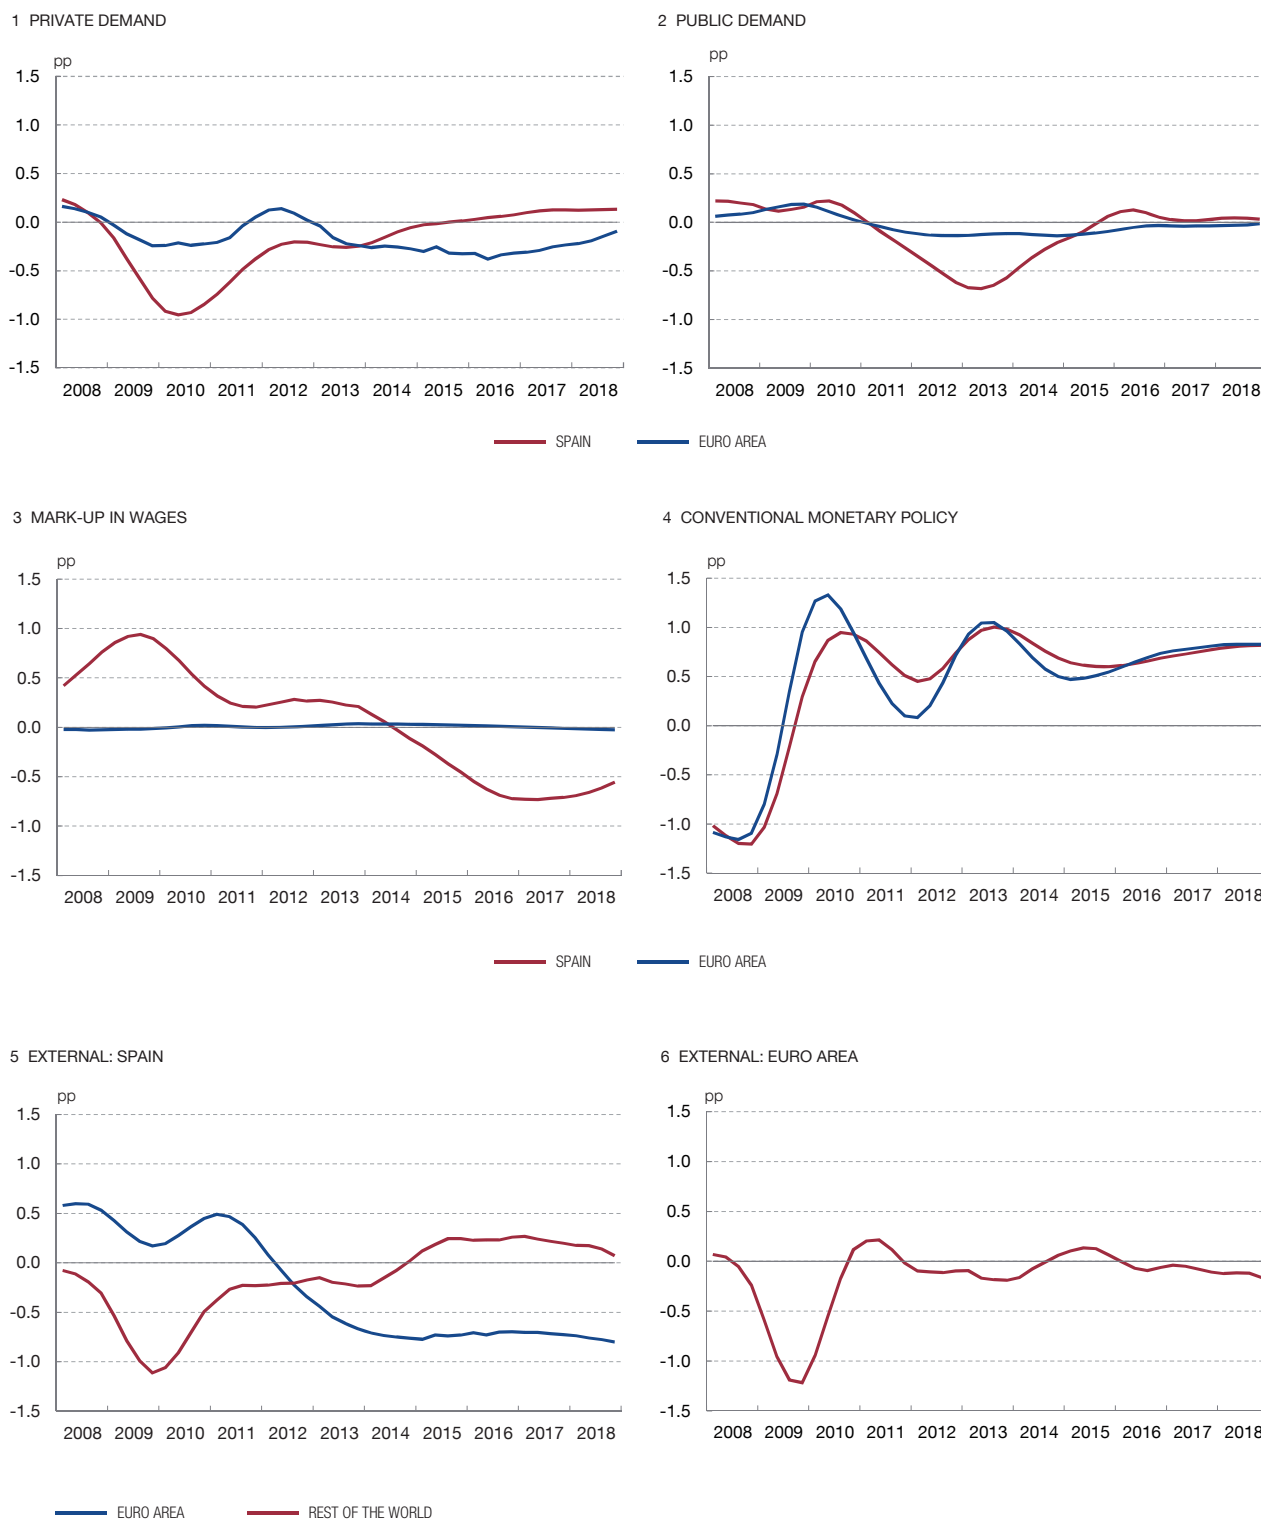 1 PRIVATE DEMAND
pp
1.5
1.0
0.5
0.0
-0.5
-1.0
-1.5
2008 2009 2010 2011 2012 2013 2014 2015 2016 2017 2018
2 PUBLIC DEMAND
pp
1.5
1.0
0.5
0.0
-0.5
-1.0
-1.5
2008 2009 2010 2011 2012 2013 2014 2015 2016 2017 2018
SPAIN EURO AREA
3 MARK-UP IN WAGES
pp
1.5
1.0
0.5
0.0
-0.5
-1.0
-1.5
2008 2009 2010 2011 2012 2013 2014 2015 2016 2017 2018
4 CONVENTIONAL MONETARY POLICY
pp
1.5
1.0
0.5
0.0
-0.5
-1.0
-1.5
2008 2009 2010 2011 2012 2013 2014 2015 2016 2017 2018
SPAIN EURO AREA
5 EXTERNAL: SPAIN
pp
1.5
1.0
0.5
0.0
-0.5
-1.0
-1.5
2008 2009 2010 2011 2012 2013 2014 2015 2016 2017 2018
6 EXTERNAL: EURO AREA
pp
1.5
1.0
0.5
0.0
-0.5
-1.0
-1.5
2008 2009 2010 2011 2012 2013 2014 2015 2016 2017 2018
EURO AREA REST OF THE WORLD